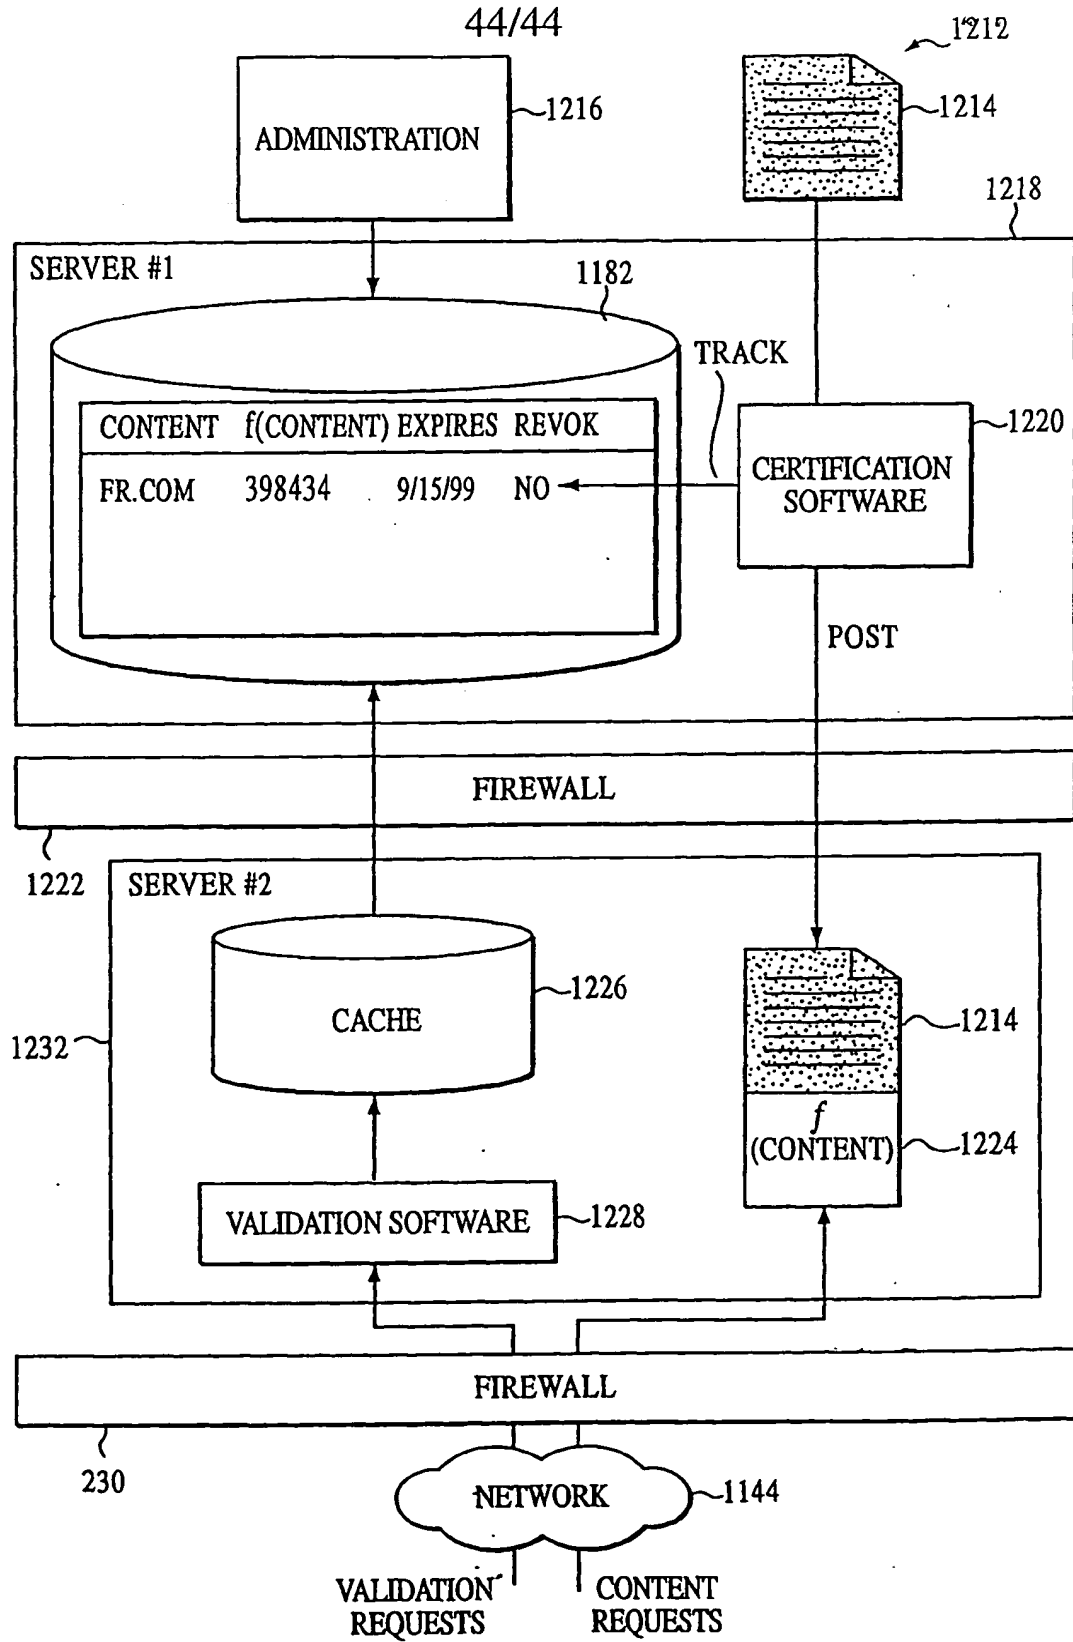 44/44
1212
1216
1214
ADMINISTRATION
1218
SERVER #1
1182
TRACK
CONTENT f(CONTENT) EXPIRES REVOK
1220
CERTIFICATION
SOFTWARE
FR.COM 398434 9/15/99 NO
POST
FIREWALL
1222
SERVER #2
1226
CACHE
1214
1232
f
(CONTENT)
1224
VALIDATION SOFTWARE
1228
FIREWALL
230
NETWORK
1144
VALIDATION
REQUESTS
CONTENT
REQUESTS